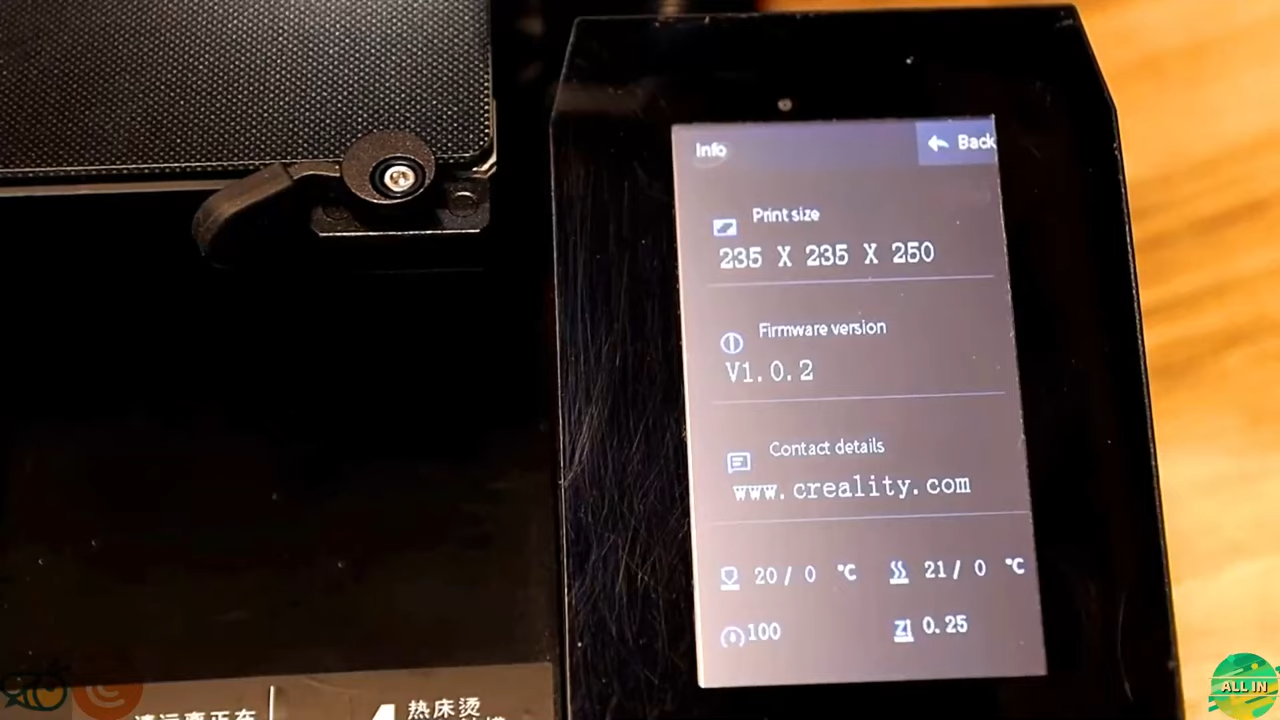 Info
Back
Print size
235 X 235 X 250
Firmware version
V1.0.2
Contact details
www.creality.com
20 / 0 °C
21 / 0 °C
100
Z 0.25
热床烫
ALL IN